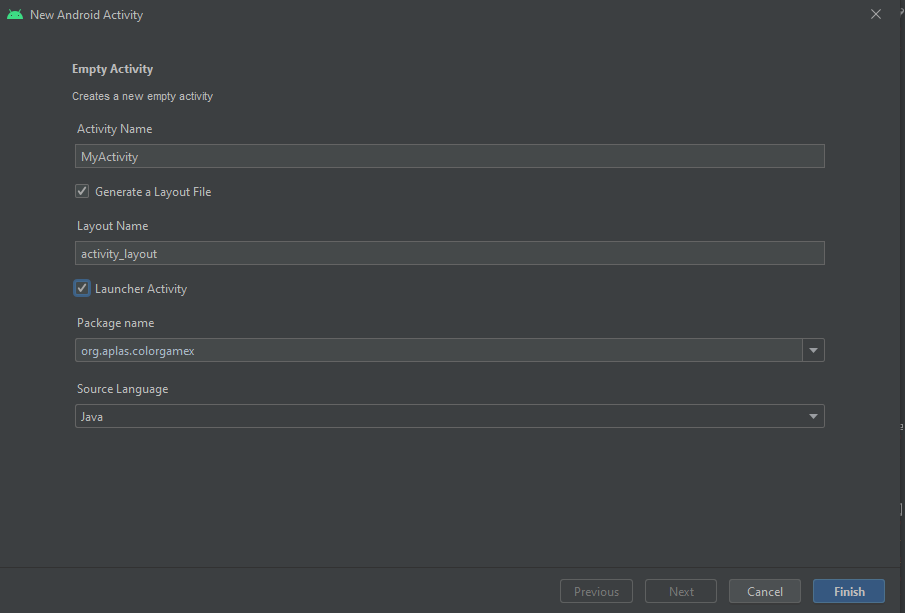 New Android Activity
Empty Activity
Creates a new empty activity
Activity Name
MyActivity
Generate a Layout File
Layout Name
activity_layout
Launcher Activity
Package name
org.aplas.colorgamex
Source Language
Java
Previous
Next
Cancel
Finish